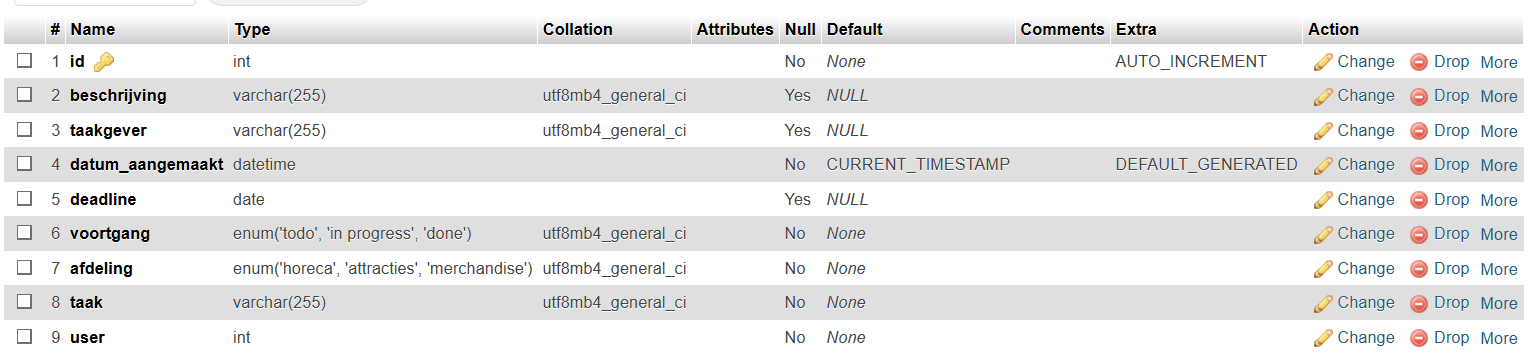 # Name Type Collation Attributes Null Default Comments Extra Action
1 id int No None AUTO_INCREMENT Change Drop More
2 beschrijving varchar(255) utf8mb4_general_ci Yes NULL Change Drop More
3 taakgever varchar(255) utf8mb4_general_ci Yes NULL Change Drop More
4 datum_aangemaakt datetime No CURRENT_TIMESTAMP DEFAULT_GENERATED Change Drop More
5 deadline date Yes NULL Change Drop More
6 voortgang enum('todo', 'in progress', 'done') utf8mb4_general_ci No None Change Drop More
7 afdeling enum('horeca', 'attracties', 'merchandise') utf8mb4_general_ci No None Change Drop More
8 taak varchar(255) utf8mb4_general_ci No None Change Drop More
9 user int No None Change Drop More